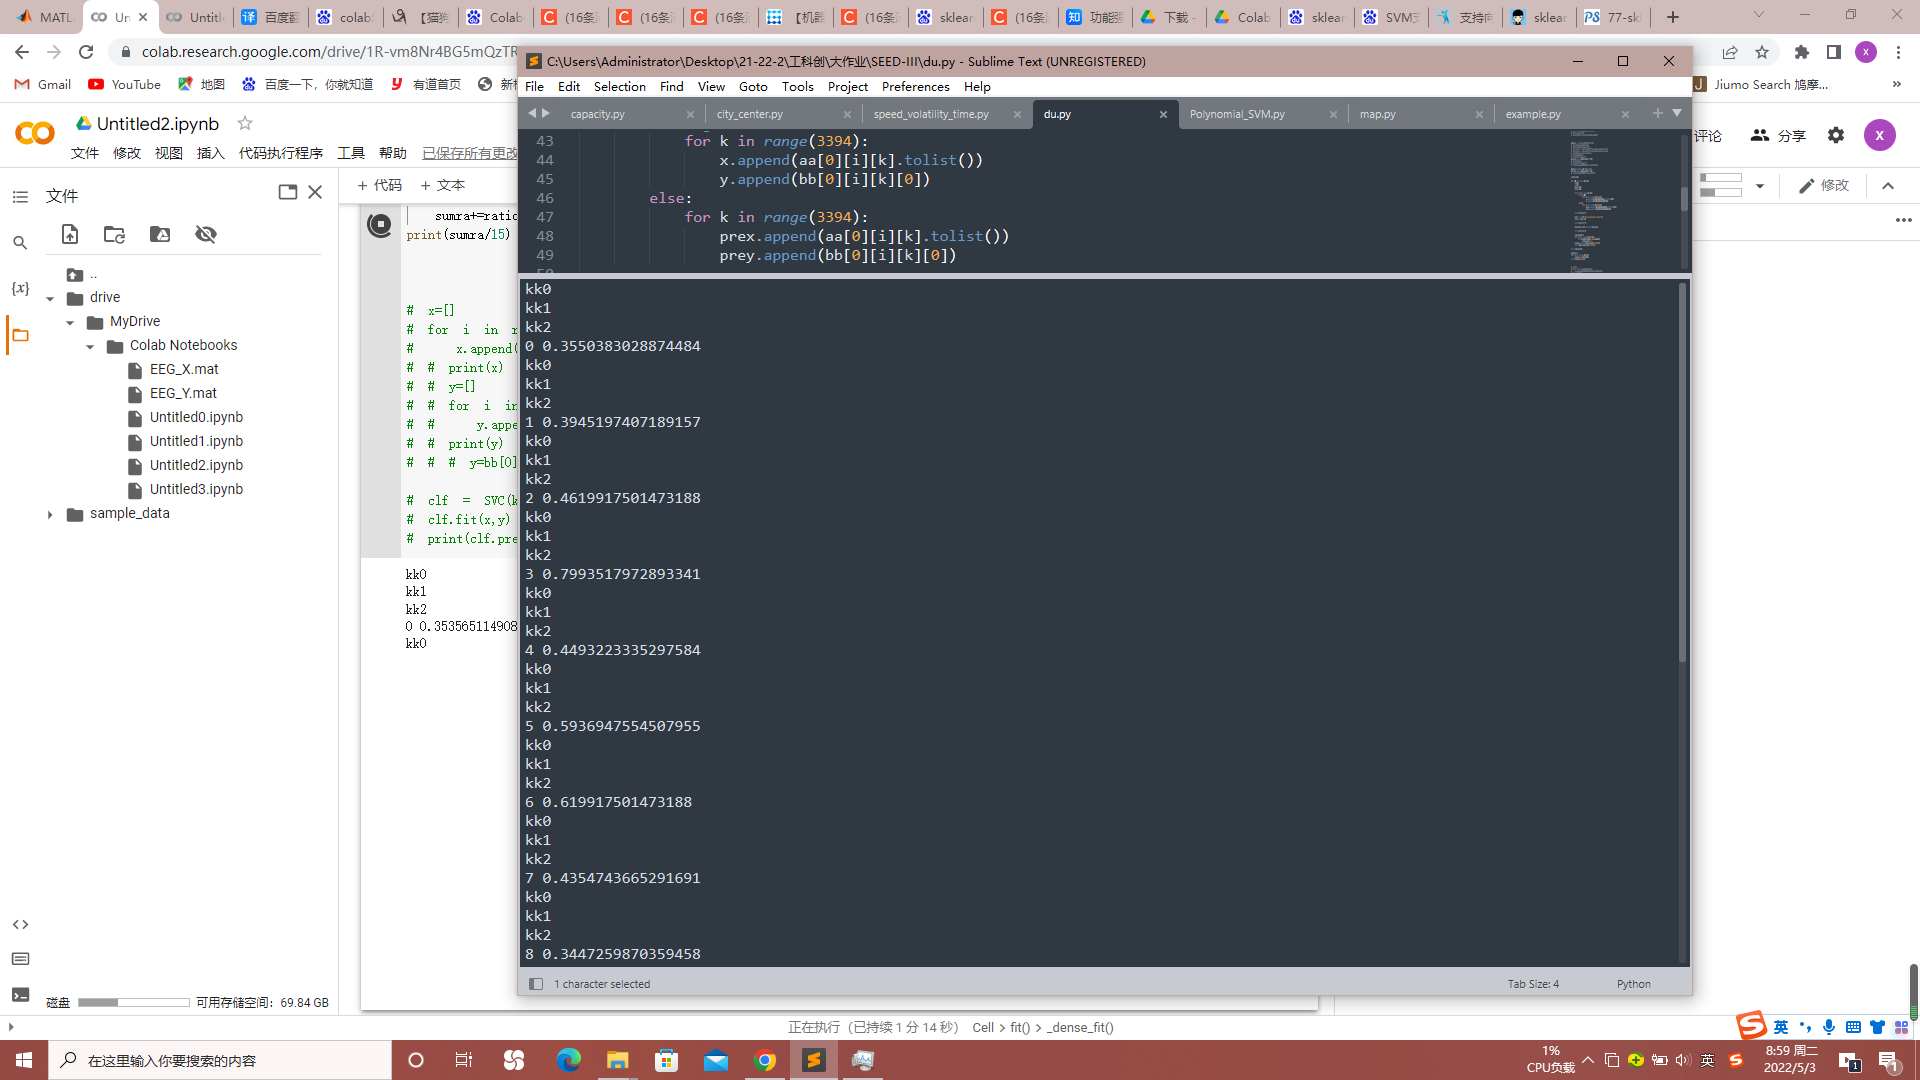 MATL
Un
Untitl
百度翻
colab
【猫狗
Colab
(16条消
(16条消
(16条
【机器
(16条消
sklear
(16条消
功能强
下载 -
Colab
sklear
SVM支
支持向
sklear
77-sk
colab.research.google.com/drive/1R-vm8Nr4BG5mQzTR
Gmail
YouTube
地图
百度一下，你就知道
有道首页
新标
Jiumo Search 鸠摩...
Untitled2.ipynb
文件 修改 视图 插入 代码执行程序 工具 帮助 已保存所有更改
评论
分享
+ 代码 + 文本
修改
文件
..
drive
MyDrive
Colab Notebooks
EEG_X.mat
EEG_Y.mat
Untitled0.ipynb
Untitled1.ipynb
Untitled2.ipynb
Untitled3.ipynb
sample_data
磁盘 可用存储空间：69.84 GB
sumra+=ratio
print(sumra/15)
# x=[]
# for i in r
# x.append(
# # print(x)
# # y=[]
# # for i in
# # y.appe
# # print(y)
# # # y=bb[0]
# clf = SVC(k
# clf.fit(x,y)
# print(clf.pre
kk0
kk1
kk2
0 0.353565114908
kk0
C:\Users\Administrator\Desktop\21-22-2\工科创\大作业\SEED-III\du.py - Sublime Text (UNREGISTERED)
File Edit Selection Find View Goto Tools Project Preferences Help
capacity.py
city_center.py
speed_volatility_time.py
du.py
Polynomial_SVM.py
map.py
example.py
43 for k in range(3394):
44 x.append(aa[0][i][k].tolist())
45 y.append(bb[0][i][k][0])
46 else:
47 for k in range(3394):
48 prex.append(aa[0][i][k].tolist())
49 prey.append(bb[0][i][k][0])
50
kk0
kk1
kk2
0 0.3550383028874484
kk0
kk1
kk2
1 0.3945197407189157
kk0
kk1
kk2
2 0.4619917501473188
kk0
kk1
kk2
3 0.7993517972893341
kk0
kk1
kk2
4 0.4493223335297584
kk0
kk1
kk2
5 0.5936947554507955
kk0
kk1
kk2
6 0.619917501473188
kk0
kk1
kk2
7 0.4354743665291691
kk0
kk1
kk2
8 0.3447259870359458
1 character selected
Tab Size: 4
Python
正在执行（已持续 1 分 14 秒） Cell > fit() > _dense_fit()
在这里输入你要搜索的内容
1%
CPU负载
英
8:59 周二
2022/5/3